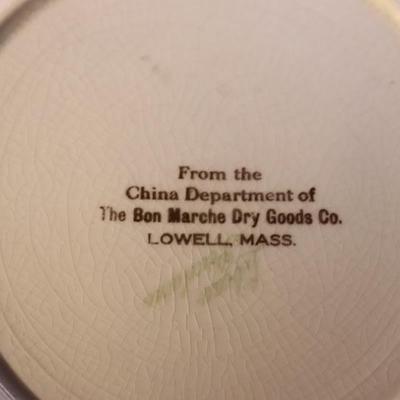 From the
China Department of
The Bon Marche Dry Goods Co.
LOWELL, MASS.